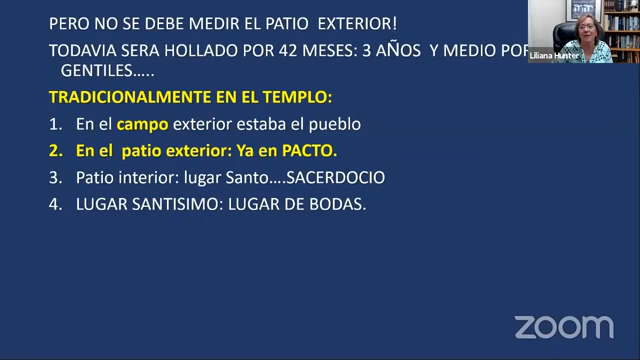 PERO NO SE DEBE MEDIR EL PATIO EXTERIOR!
TODAVIA SERA HOLLADO POR 42 MESES: 3 AÑOS Y MEDIO POR
GENTILES…..
TRADICIONALMENTE EN EL TEMPLO:
1. En el campo exterior estaba el pueblo
2. En el patio exterior: Ya en PACTO.
3. Patio interior: lugar Santo….SACERDOCIO
4. LUGAR SANTISIMO: LUGAR DE BODAS.
Liliana Hunter
zoom